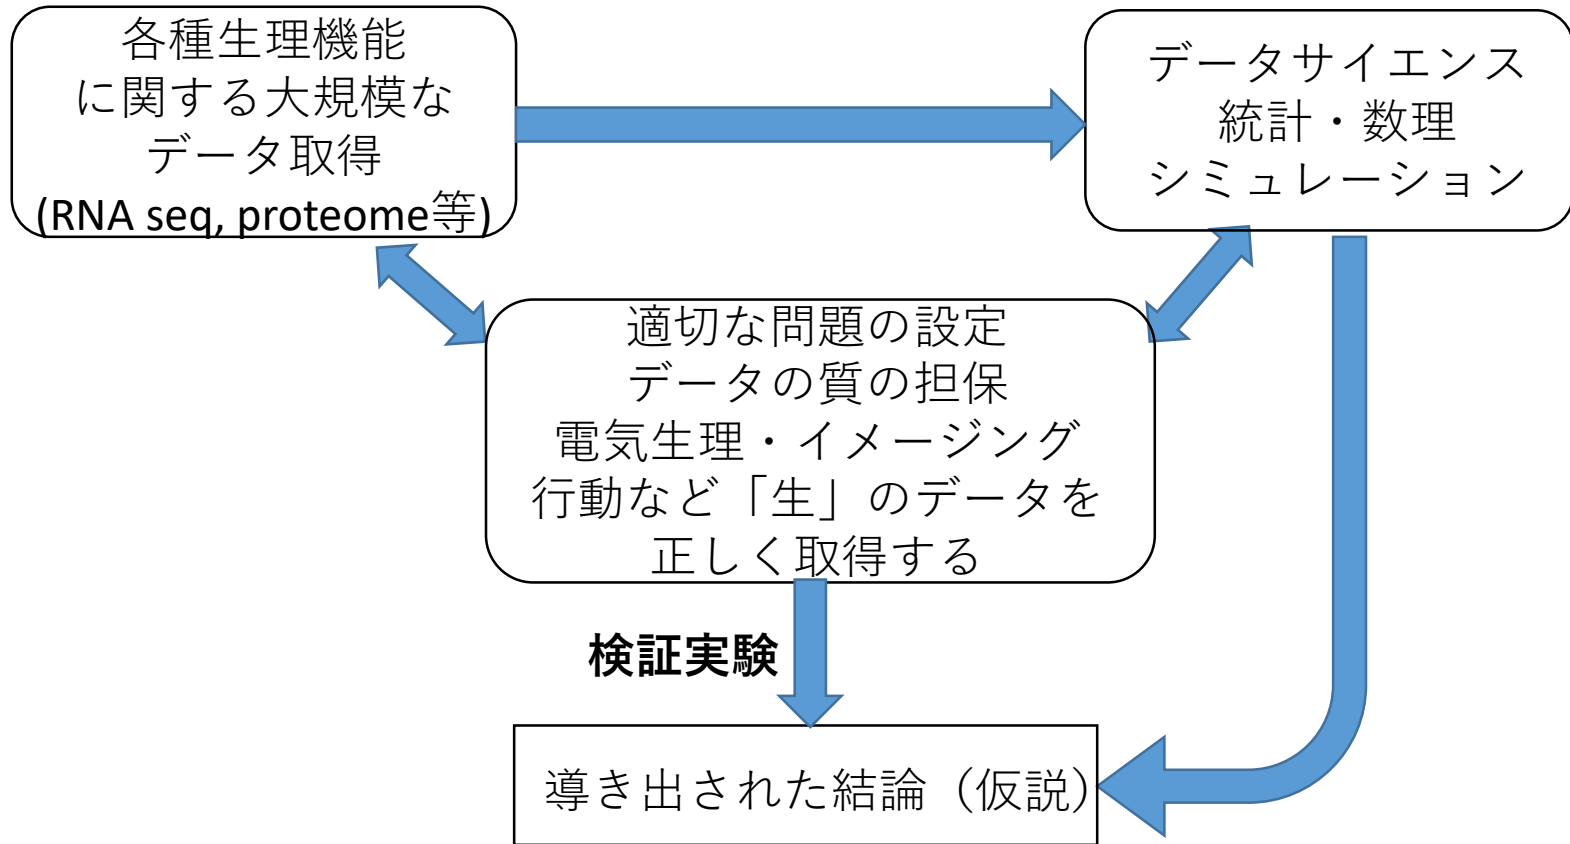 各種生理機能
に関する大規模な
データ取得
(RNA seq, proteome等)
データサイエンス
統計・数理
シミュレーション
適切な問題の設定
データの質の担保
電気生理・イメージング
行動など「生」のデータを
正しく取得する
検証実験
導き出された結論（仮説）